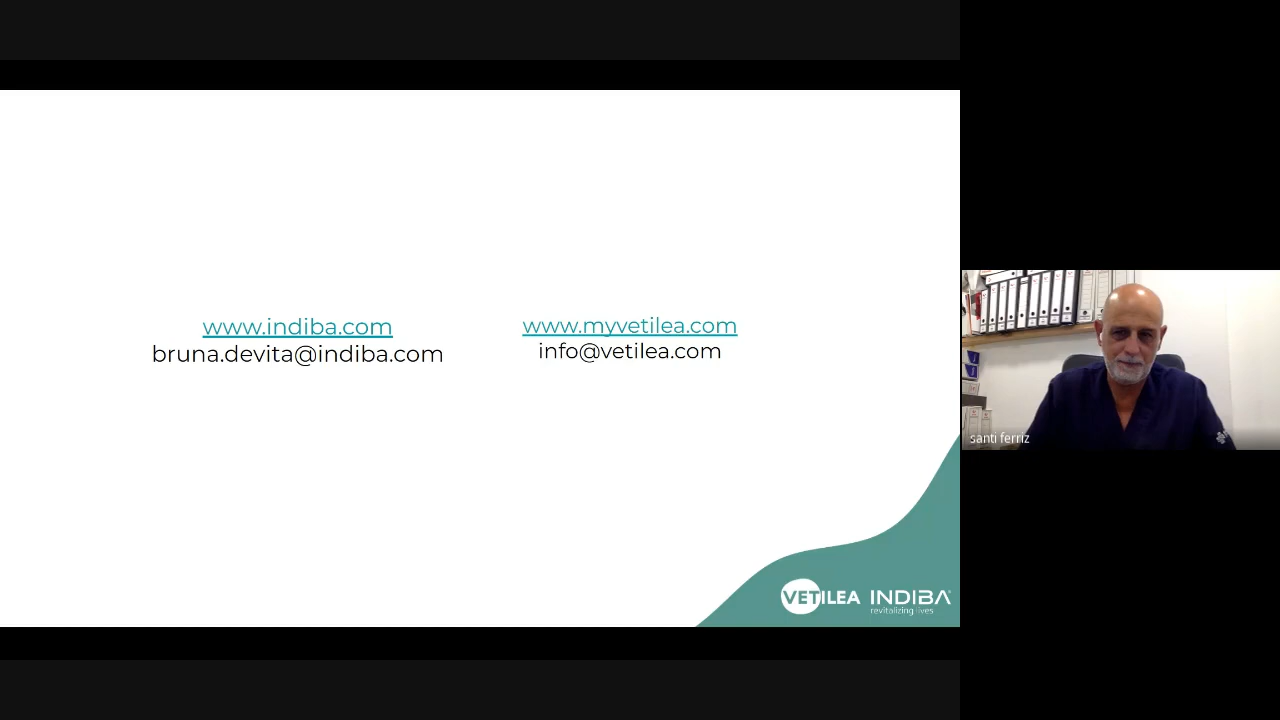 www.indiba.com
bruna.devita@indiba.com
www.myvetilea.com
info@vetilea.com
santi ferriz
VETILEA INDIBA®
revitalizing lives